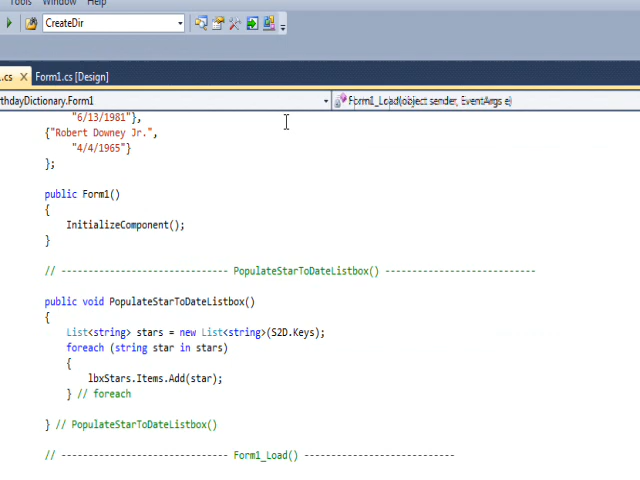 Tools Window Help
CreateDir
.cs X Form1.cs [Design]
thdayDictionary.Form1 Form1_Load(object sender, EventArgs e)
"6/13/1981"},
{"Robert Downey Jr.",
"4/4/1965"}
};
public Form1()
{
InitializeComponent();
}
// ------------------------------- PopulateStarToDateListbox() ----------------------------
public void PopulateStarToDateListbox()
{
List<string> stars = new List<string>(S2D.Keys);
foreach (string star in stars)
{
lbxStars.Items.Add(star);
} // foreach
} // PopulateStarToDateListbox()
// ------------------------------- Form1_Load() ----------------------------